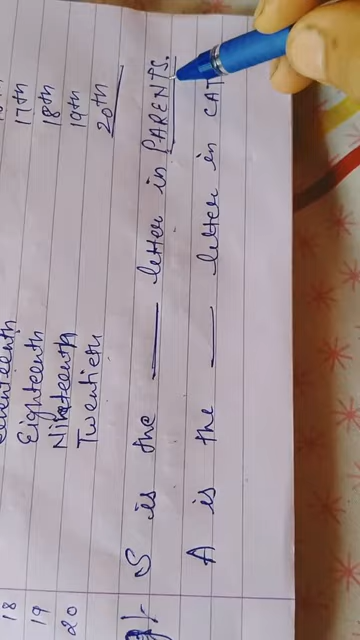 17th
18 Eighteenth 18th
19 Nineteenth 19th
20 Twentieth 20th
S is the ___ letter in PARENTS.
A is the ___ letter in CAT